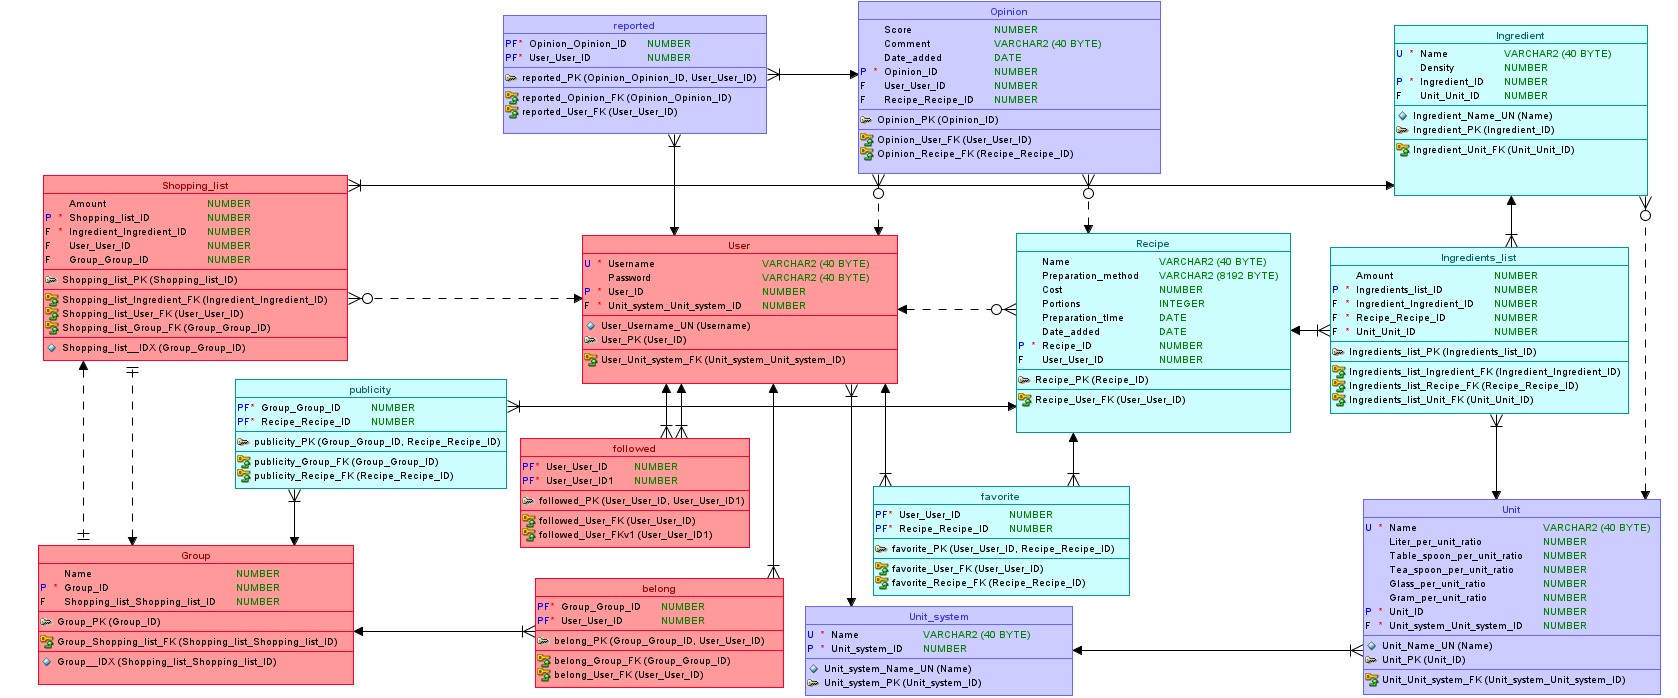 reported
PF* Opinion_Opinion_ID NUMBER
PF* User_User_ID NUMBER
reported_PK (Opinion_Opinion_ID, User_User_ID)
reported_Opinion_FK (Opinion_Opinion_ID)
reported_User_FK (User_User_ID)
Opinion
Score NUMBER
Comment VARCHAR2 (40 BYTE)
Date_added DATE
P * Opinion_ID NUMBER
F User_User_ID NUMBER
F Recipe_Recipe_ID NUMBER
Opinion_PK (Opinion_ID)
Opinion_User_FK (User_User_ID)
Opinion_Recipe_FK (Recipe_Recipe_ID)
Ingredient
U * Name VARCHAR2 (40 BYTE)
Density NUMBER
P * Ingredient_ID NUMBER
F Unit_Unit_ID NUMBER
Ingredient_Name_UN (Name)
Ingredient_PK (Ingredient_ID)
Ingredient_Unit_FK (Unit_Unit_ID)
Shopping_list
Amount NUMBER
P * Shopping_list_ID NUMBER
F * Ingredient_Ingredient_ID NUMBER
F User_User_ID NUMBER
F Group_Group_ID NUMBER
Shopping_list_PK (Shopping_list_ID)
Shopping_list_Ingredient_FK (Ingredient_Ingredient_ID)
Shopping_list_User_FK (User_User_ID)
Shopping_list_Group_FK (Group_Group_ID)
Shopping_list__IDX (Group_Group_ID)
User
U * Username VARCHAR2 (40 BYTE)
Password VARCHAR2 (40 BYTE)
P * User_ID NUMBER
F * Unit_system_Unit_system_ID NUMBER
User_Username_UN (Username)
User_PK (User_ID)
User_Unit_system_FK (Unit_system_Unit_system_ID)
Recipe
Name VARCHAR2 (40 BYTE)
Preparation_method VARCHAR2 (8192 BYTE)
Cost NUMBER
Portions INTEGER
Preparation_tIme DATE
Date_added DATE
P * Recipe_ID NUMBER
F User_User_ID NUMBER
Recipe_PK (Recipe_ID)
Recipe_User_FK (User_User_ID)
Ingredients_list
Amount NUMBER
P * Ingredients_list_ID NUMBER
F * Ingredient_Ingredient_ID NUMBER
F * Recipe_Recipe_ID NUMBER
F * Unit_Unit_ID NUMBER
Ingredients_list_PK (Ingredients_list_ID)
Ingredients_list_Ingredient_FK (Ingredient_Ingredient_ID)
Ingredients_list_Recipe_FK (Recipe_Recipe_ID)
Ingredients_list_Unit_FK (Unit_Unit_ID)
publicity
PF* Group_Group_ID NUMBER
PF* Recipe_Recipe_ID NUMBER
publicity_PK (Group_Group_ID, Recipe_Recipe_ID)
publicity_Group_FK (Group_Group_ID)
publicity_Recipe_FK (Recipe_Recipe_ID)
followed
PF* User_User_ID NUMBER
PF* User_User_ID1 NUMBER
followed_PK (User_User_ID, User_User_ID1)
followed_User_FK (User_User_ID)
followed_User_FKv1 (User_User_ID1)
favorite
PF* User_User_ID NUMBER
PF* Recipe_Recipe_ID NUMBER
favorite_PK (User_User_ID, Recipe_Recipe_ID)
favorite_User_FK (User_User_ID)
favorite_Recipe_FK (Recipe_Recipe_ID)
Unit
U * Name VARCHAR2 (40 BYTE)
Liter_per_unit_ratio NUMBER
Table_spoon_per_unit_ratio NUMBER
Tea_spoon_per_unit_ratio NUMBER
Glass_per_unit_ratio NUMBER
Gram_per_unit_ratio NUMBER
P * Unit_ID NUMBER
F * Unit_system_Unit_system_ID NUMBER
Unit_Name_UN (Name)
Unit_PK (Unit_ID)
Unit_Unit_system_FK (Unit_system_Unit_system_ID)
Group
Name NUMBER
P * Group_ID NUMBER
F Shopping_list_Shopping_list_ID NUMBER
Group_PK (Group_ID)
Group_Shopping_list_FK (Shopping_list_Shopping_list_ID)
Group__IDX (Shopping_list_Shopping_list_ID)
belong
PF* Group_Group_ID NUMBER
PF* User_User_ID NUMBER
belong_PK (Group_Group_ID, User_User_ID)
belong_Group_FK (Group_Group_ID)
belong_User_FK (User_User_ID)
Unit_system
U * Name VARCHAR2 (40 BYTE)
P * Unit_system_ID NUMBER
Unit_system_Name_UN (Name)
Unit_system_PK (Unit_system_ID)